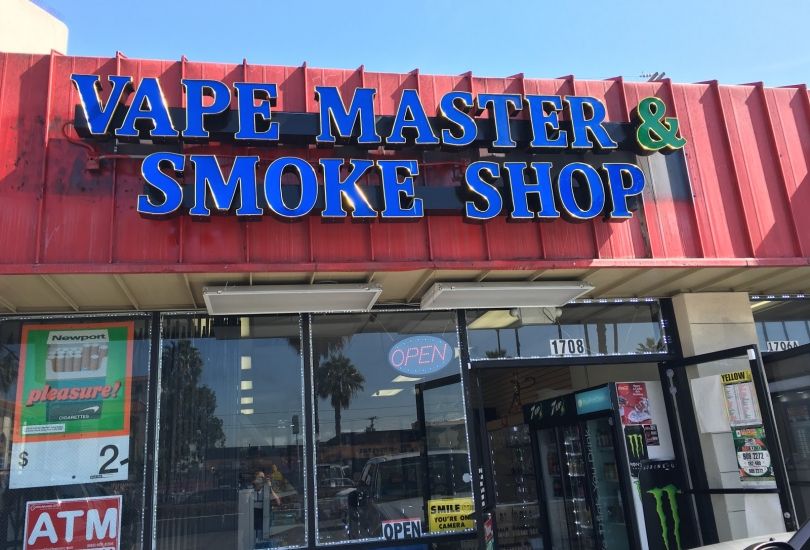 VAPE MASTER &
SMOKE SHOP
Newport
pleasure!
CIGARETTES
$ 2
ATM
OPEN
1708
1706A
OPEN
SMILE
YOU'RE ON
CAMERA
YELLOW
MONSTER